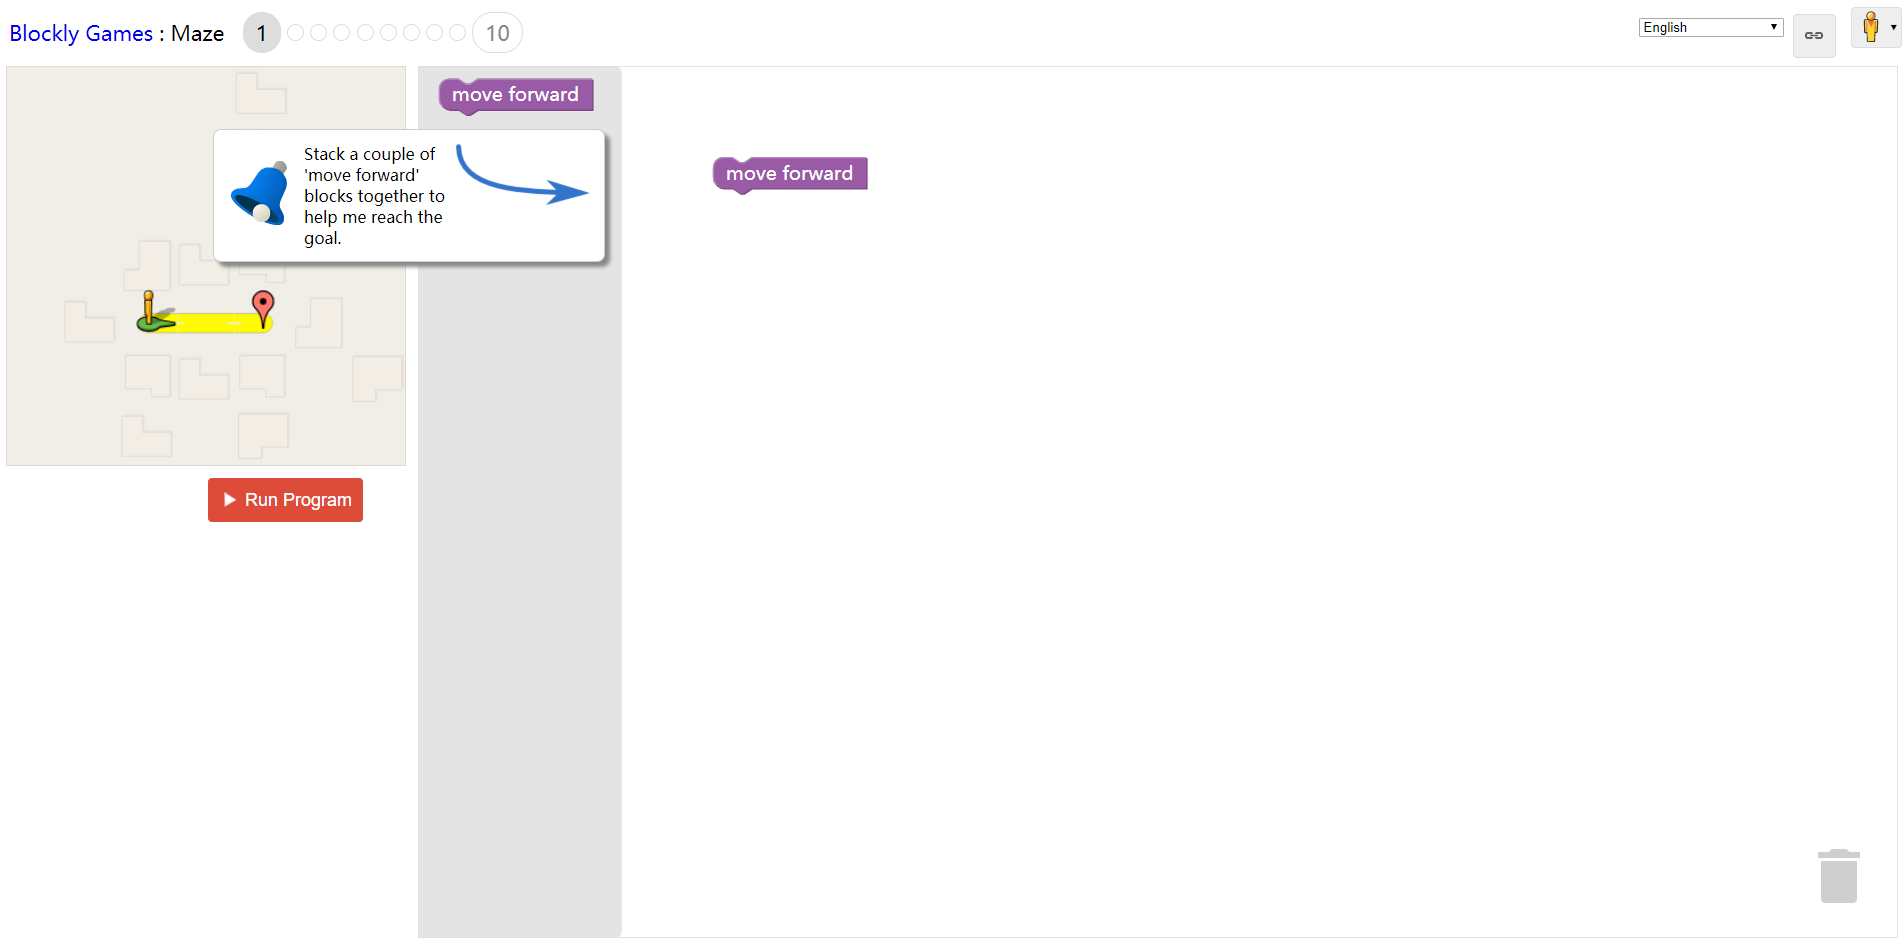 Blockly Games : Maze 1 10
English
move forward
Stack a couple of
'move forward'
blocks together to
help me reach the
goal.
move forward
Run Program